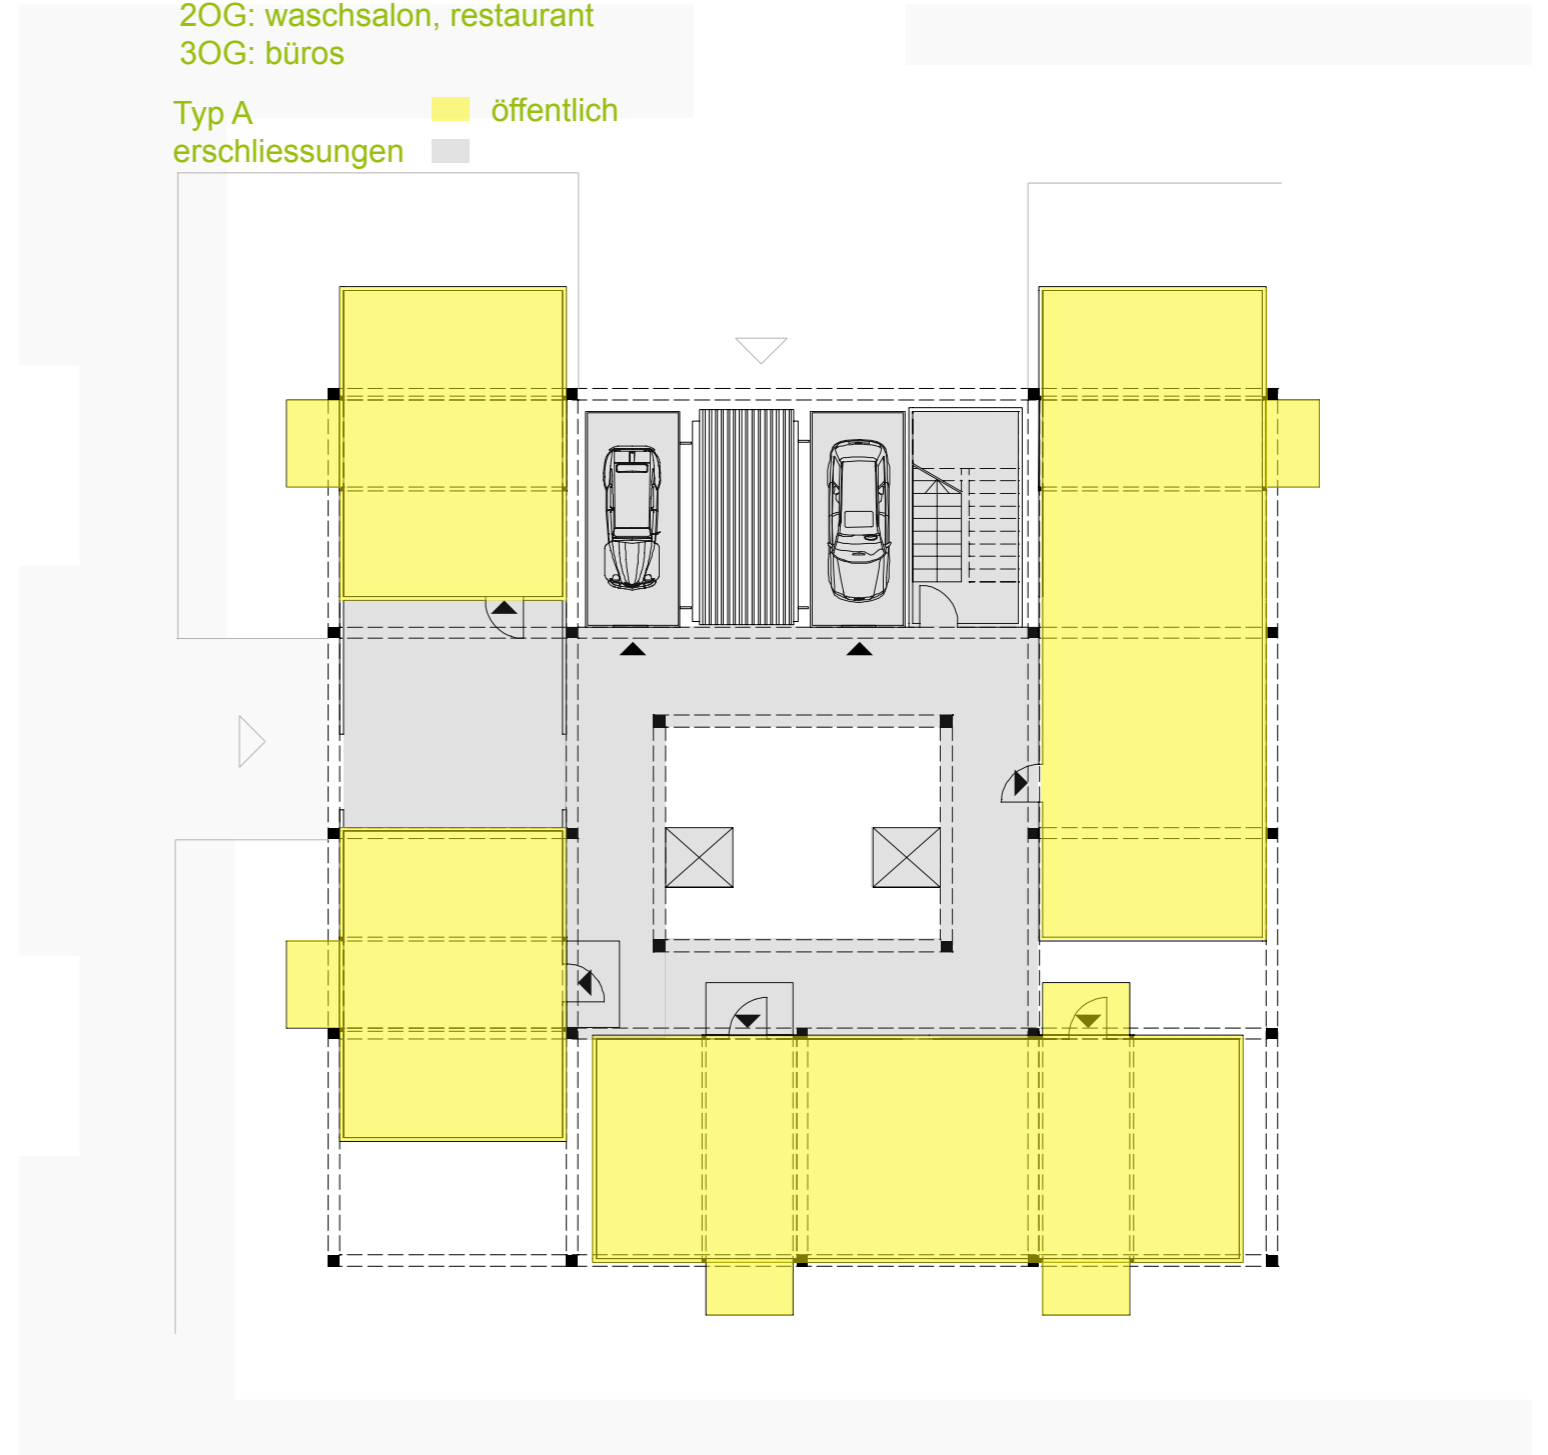 2OG: waschsalon, restaurant
3OG: büros
Typ A
öffentlich
erschliessungen